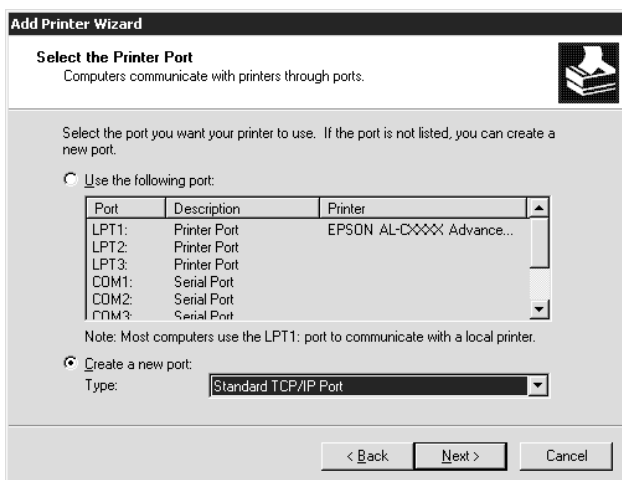 Add Printer Wizard
Select the Printer Port
Computers communicate with printers through ports.
Select the port you want your printer to use. If the port is not listed, you can create a
new port.
Use the following port:
Port Description Printer
LPT1: Printer Port EPSON AL-CXXXX Advance...
LPT2: Printer Port
LPT3: Printer Port
COM1: Serial Port
COM2: Serial Port
COM3: Serial Port
Note: Most computers use the LPT1: port to communicate with a local printer.
Create a new port:
Type: Standard TCP/IP Port
< Back Next > Cancel